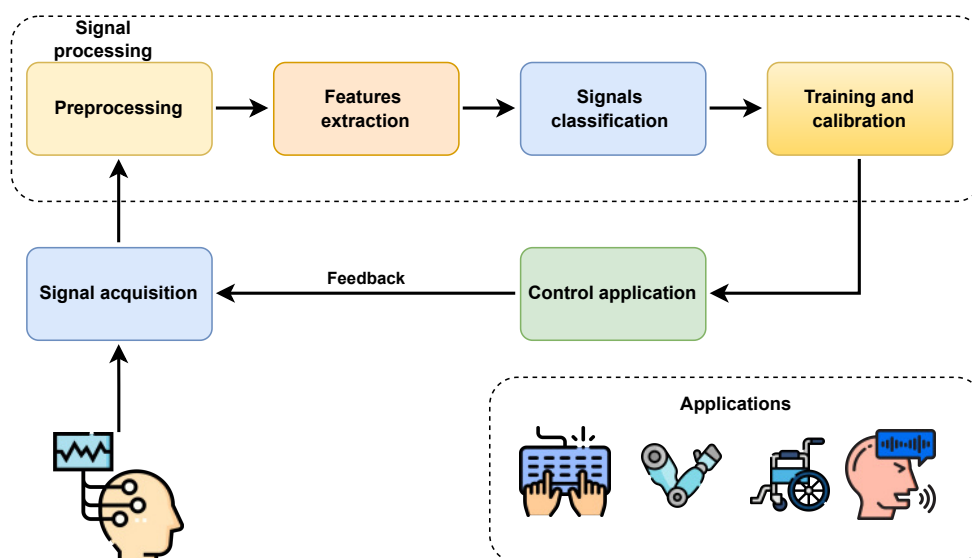 Signal
processing
Preprocessing
Features
extraction
Signals
classification
Training and
calibration
Signal acquisition
Feedback
Control application
Applications